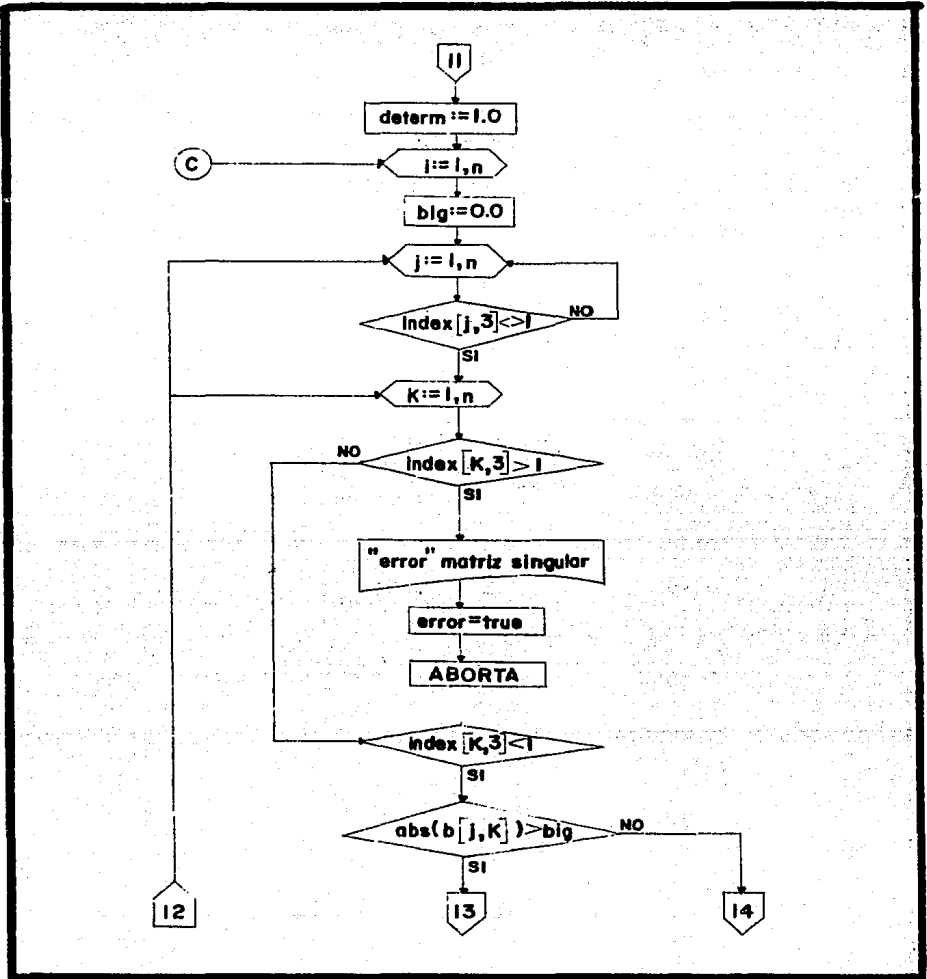 11
determ:=1.0
C
i:=1,n
big:=0.0
j:=1,n
index[j,3]<>1
NO
SI
K:=1,n
NO
index[K,3]>1
SI
"error" matriz singular
error=true
ABORTA
index[K,3]<1
SI
abs(b[j,K])>big
NO
SI
12
13
14